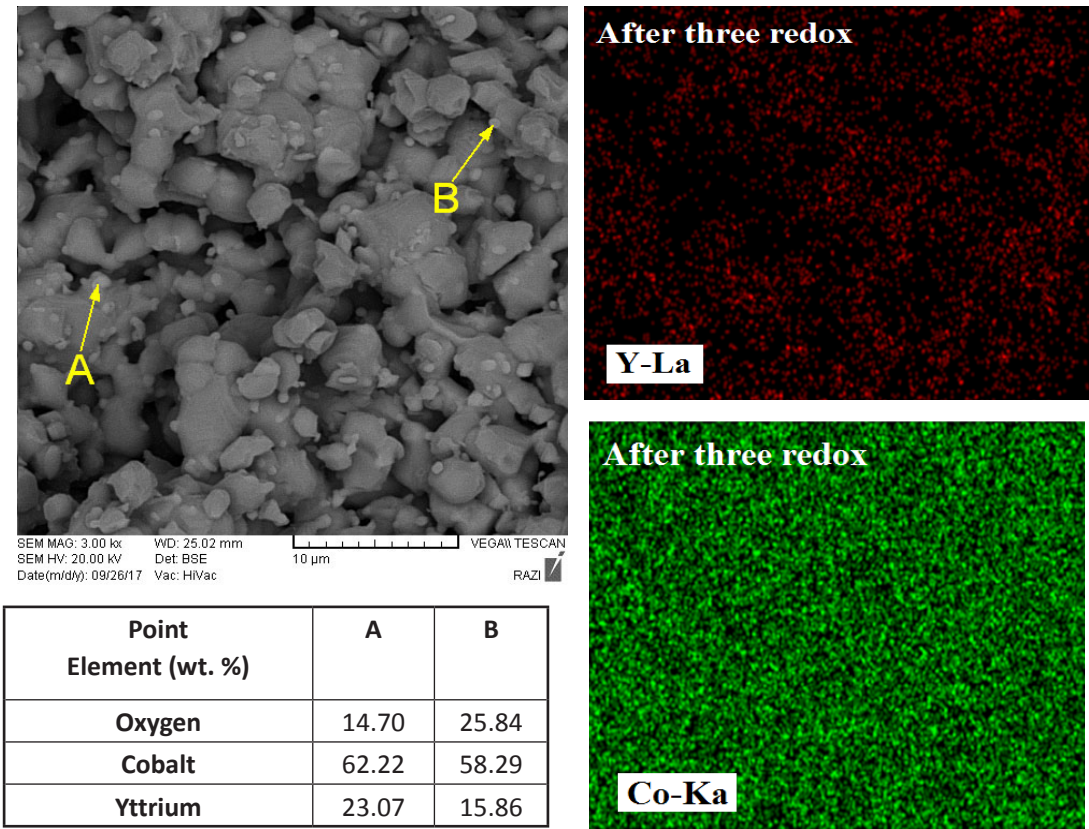 A
B
SEM MAG: 3.00 kx WD: 25.02 mm VEGA\\ TESCAN
SEM HV: 20.00 kV Det: BSE 10 µm
Date(m/d/y): 09/26/17 Vac: HiVac RAZI
Point
Element (wt. %) A B
Oxygen 14.70 25.84
Cobalt 62.22 58.29
Yttrium 23.07 15.86
After three redox
Y-La
After three redox
Co-Ka